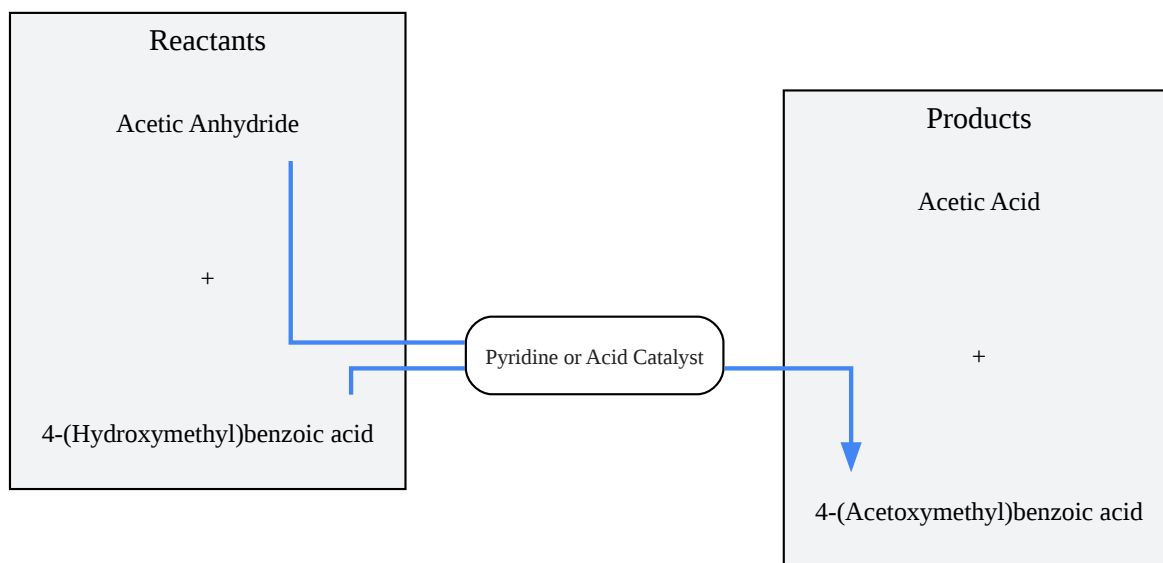 Reactants
Acetic Anhydride
+
4-(Hydroxymethyl)benzoic acid
Pyridine or Acid Catalyst
Products
Acetic Acid
+
4-(Acetoxymethyl)benzoic acid